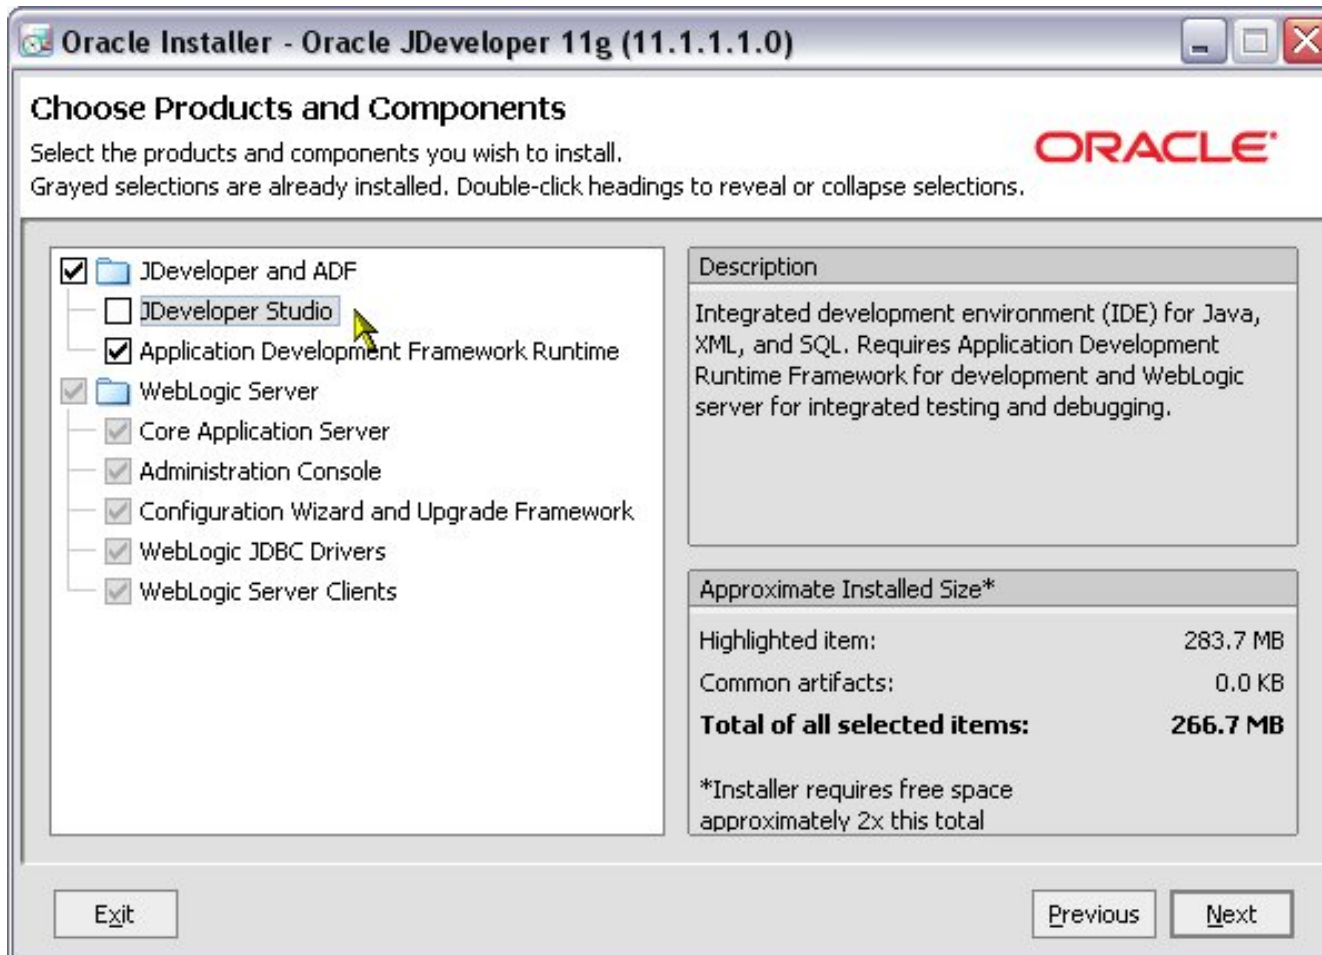 Oracle Installer - Oracle JDeveloper 11g (11.1.1.1.0)
Choose Products and Components
Select the products and components you wish to install.
Grayed selections are already installed. Double-click headings to reveal or collapse selections.
ORACLE
JDeveloper and ADF
JDeveloper Studio
Application Development Framework Runtime
WebLogic Server
Core Application Server
Administration Console
Configuration Wizard and Upgrade Framework
WebLogic JDBC Drivers
WebLogic Server Clients
Description
Integrated development environment (IDE) for Java,
XML, and SQL. Requires Application Development
Runtime Framework for development and WebLogic
server for integrated testing and debugging.
Approximate Installed Size*
Highlighted item: 283.7 MB
Common artifacts: 0.0 KB
Total of all selected items: 266.7 MB
*Installer requires free space
approximately 2x this total
Exit
Previous
Next